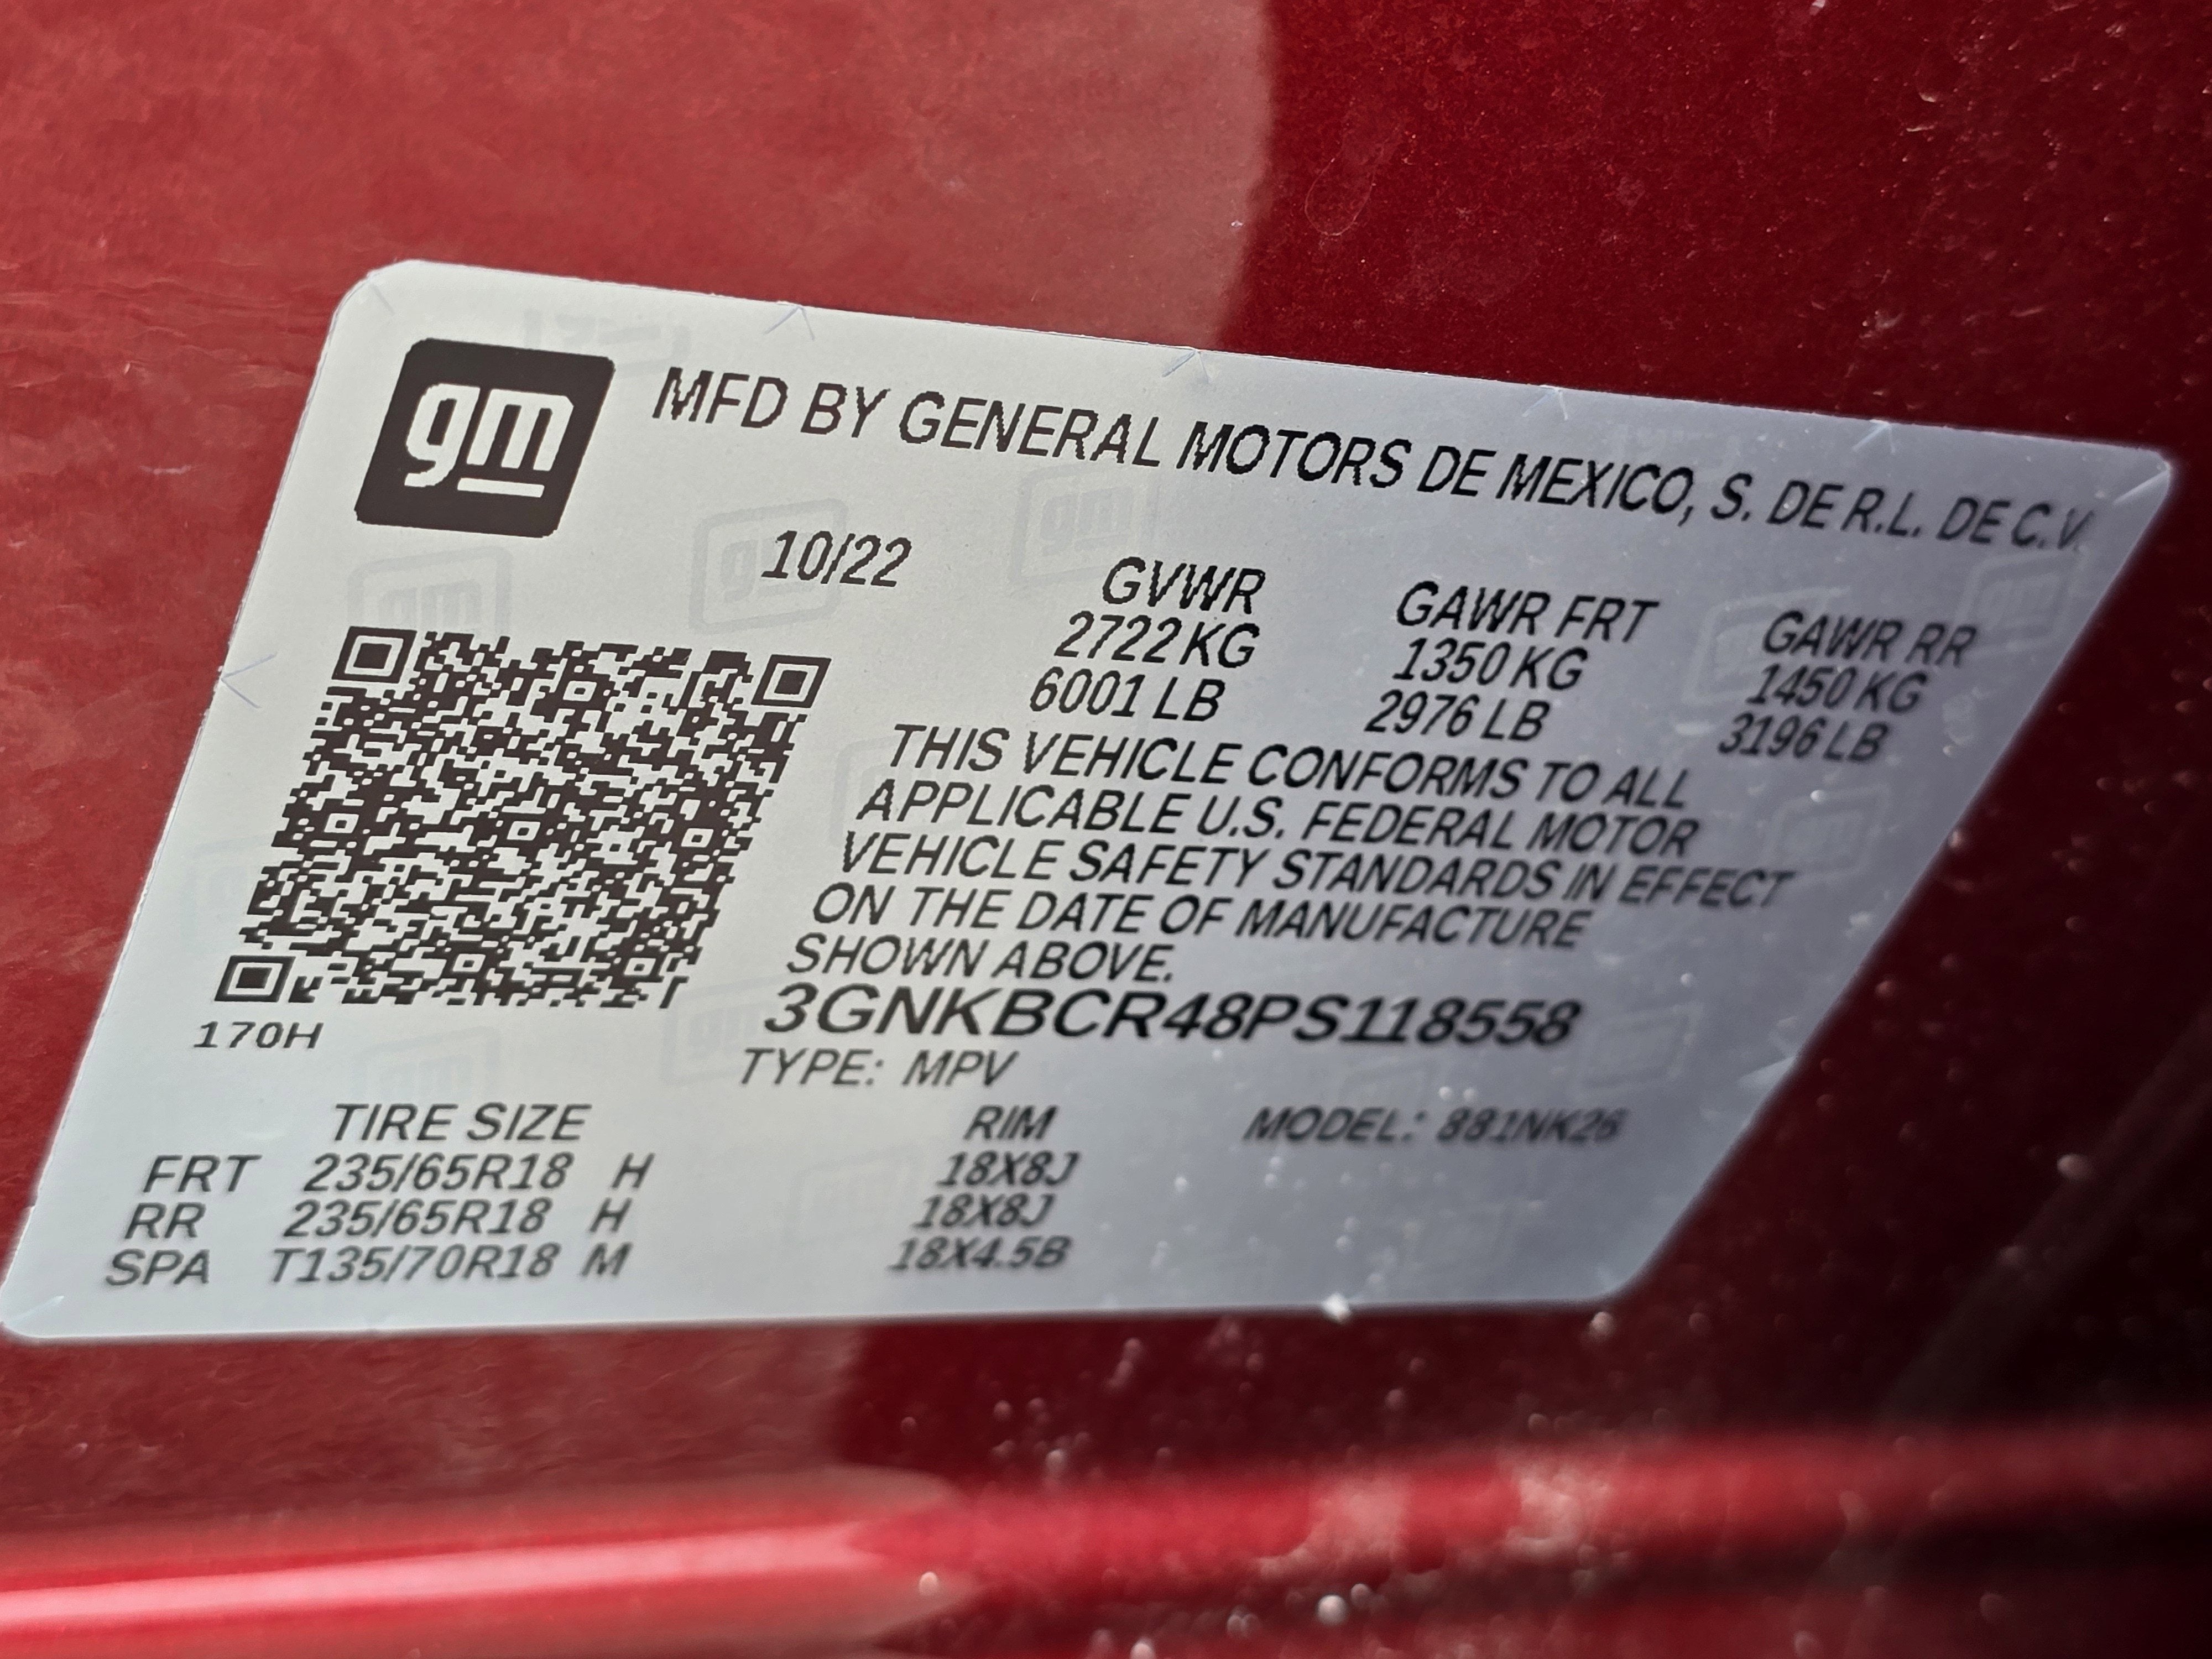 gm
MFD BY GENERAL MOTORS DE MEXICO, S. DE R.L. DE C.V.
10/22
GVWR GAWR FRT GAWR RR
2722 KG 1350 KG 1450 KG
6001 LB 2976 LB 3196 LB
THIS VEHICLE CONFORMS TO ALL
APPLICABLE U.S. FEDERAL MOTOR
VEHICLE SAFETY STANDARDS IN EFFECT
ON THE DATE OF MANUFACTURE
SHOWN ABOVE.
3GNKBCR48PS118558
170H
TYPE: MPV
TIRE SIZE RIM MODEL: 881NK26
FRT 235/65R18 H 18X8J
RR 235/65R18 H 18X8J
SPA T135/70R18 M 18X4.5B